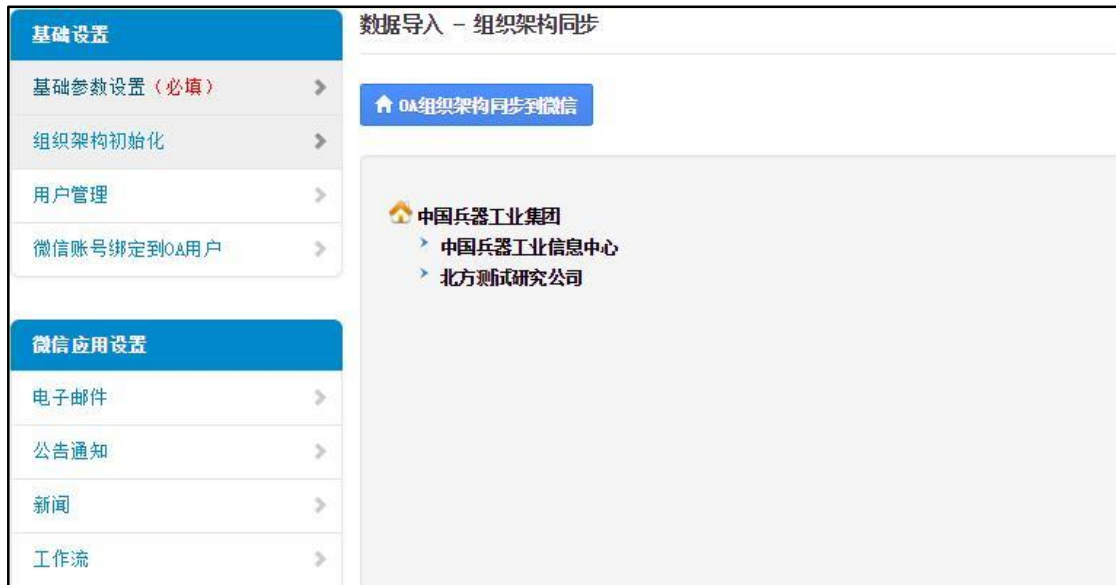 基础设置
基础参数设置（必填）
组织架构初始化
用户管理
微信账号绑定到OA用户
微信应用设置
电子邮件
公告通知
新闻
工作流
数据导入 - 组织架构同步
OA组织架构同步到微信
中国兵器工业集团
中国兵器工业信息中心
北方测试研究公司